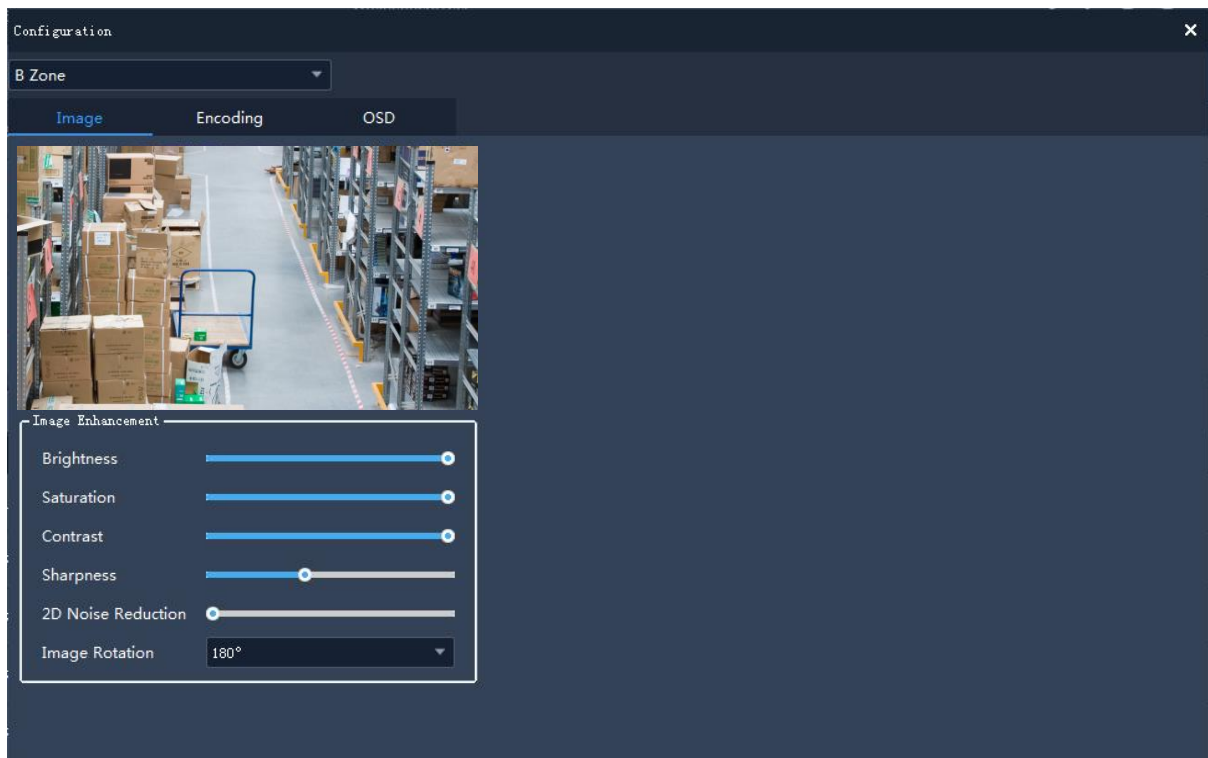 Configuration
B Zone
Image Encoding OSD
Image Enhancement
Brightness
Saturation
Contrast
Sharpness
2D Noise Reduction
Image Rotation 180°